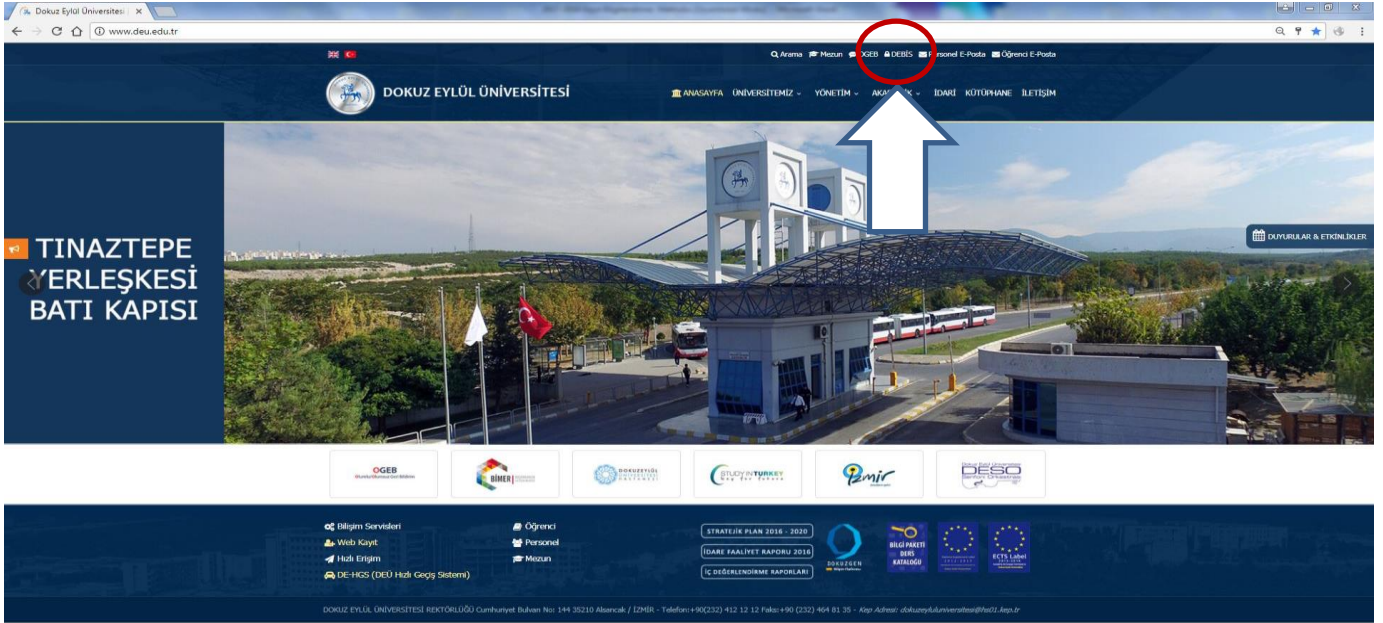 Dokuz Eylül Üniversitesi
www.deu.edu.tr
Arama Mezun OGEB DEBİS Personel E-Posta Öğrenci E-Posta
DOKUZ EYLÜL ÜNİVERSİTESİ
ANASAYFA ÜNİVERSİTEMİZ YÖNETİM İDARİ KÜTÜPHANE İLETİŞİM
TINAZTEPE
YERLEŞKESİ
BATI KAPISI
DUYURULAR & ETKİNLİKLER
OGEB
BİMER
DOKUZEYLÜL
STUDY IN TURKEY
İzmir
DESO
Bilişim Servisleri
Web Kayıt
Hızlı Erişim
DE-HGS (DEÜ Hızlı Geçiş Sistemi)
Öğrenci
Personel
Mezun
STRATEJİK PLAN 2016 - 2020
İDARE FAALİYET RAPORU 2016
İÇ DEĞERLENDİRME RAPORLARI
DOKUZGEN
BİLGİ PAKETİ
DERS
KATALOĞU
ECTS Label
DOKUZ EYLÜL ÜNİVERSİTESİ REKTÖRLÜĞÜ Cumhuriyet Bulvarı No: 144 35210 Alsancak / İZMİR - Telefon:+90(232) 412 12 12 Faks:+90 (232) 464 81 35 - Kep Adresi: dokuzeyluluniversitesi@hs01.kep.tr